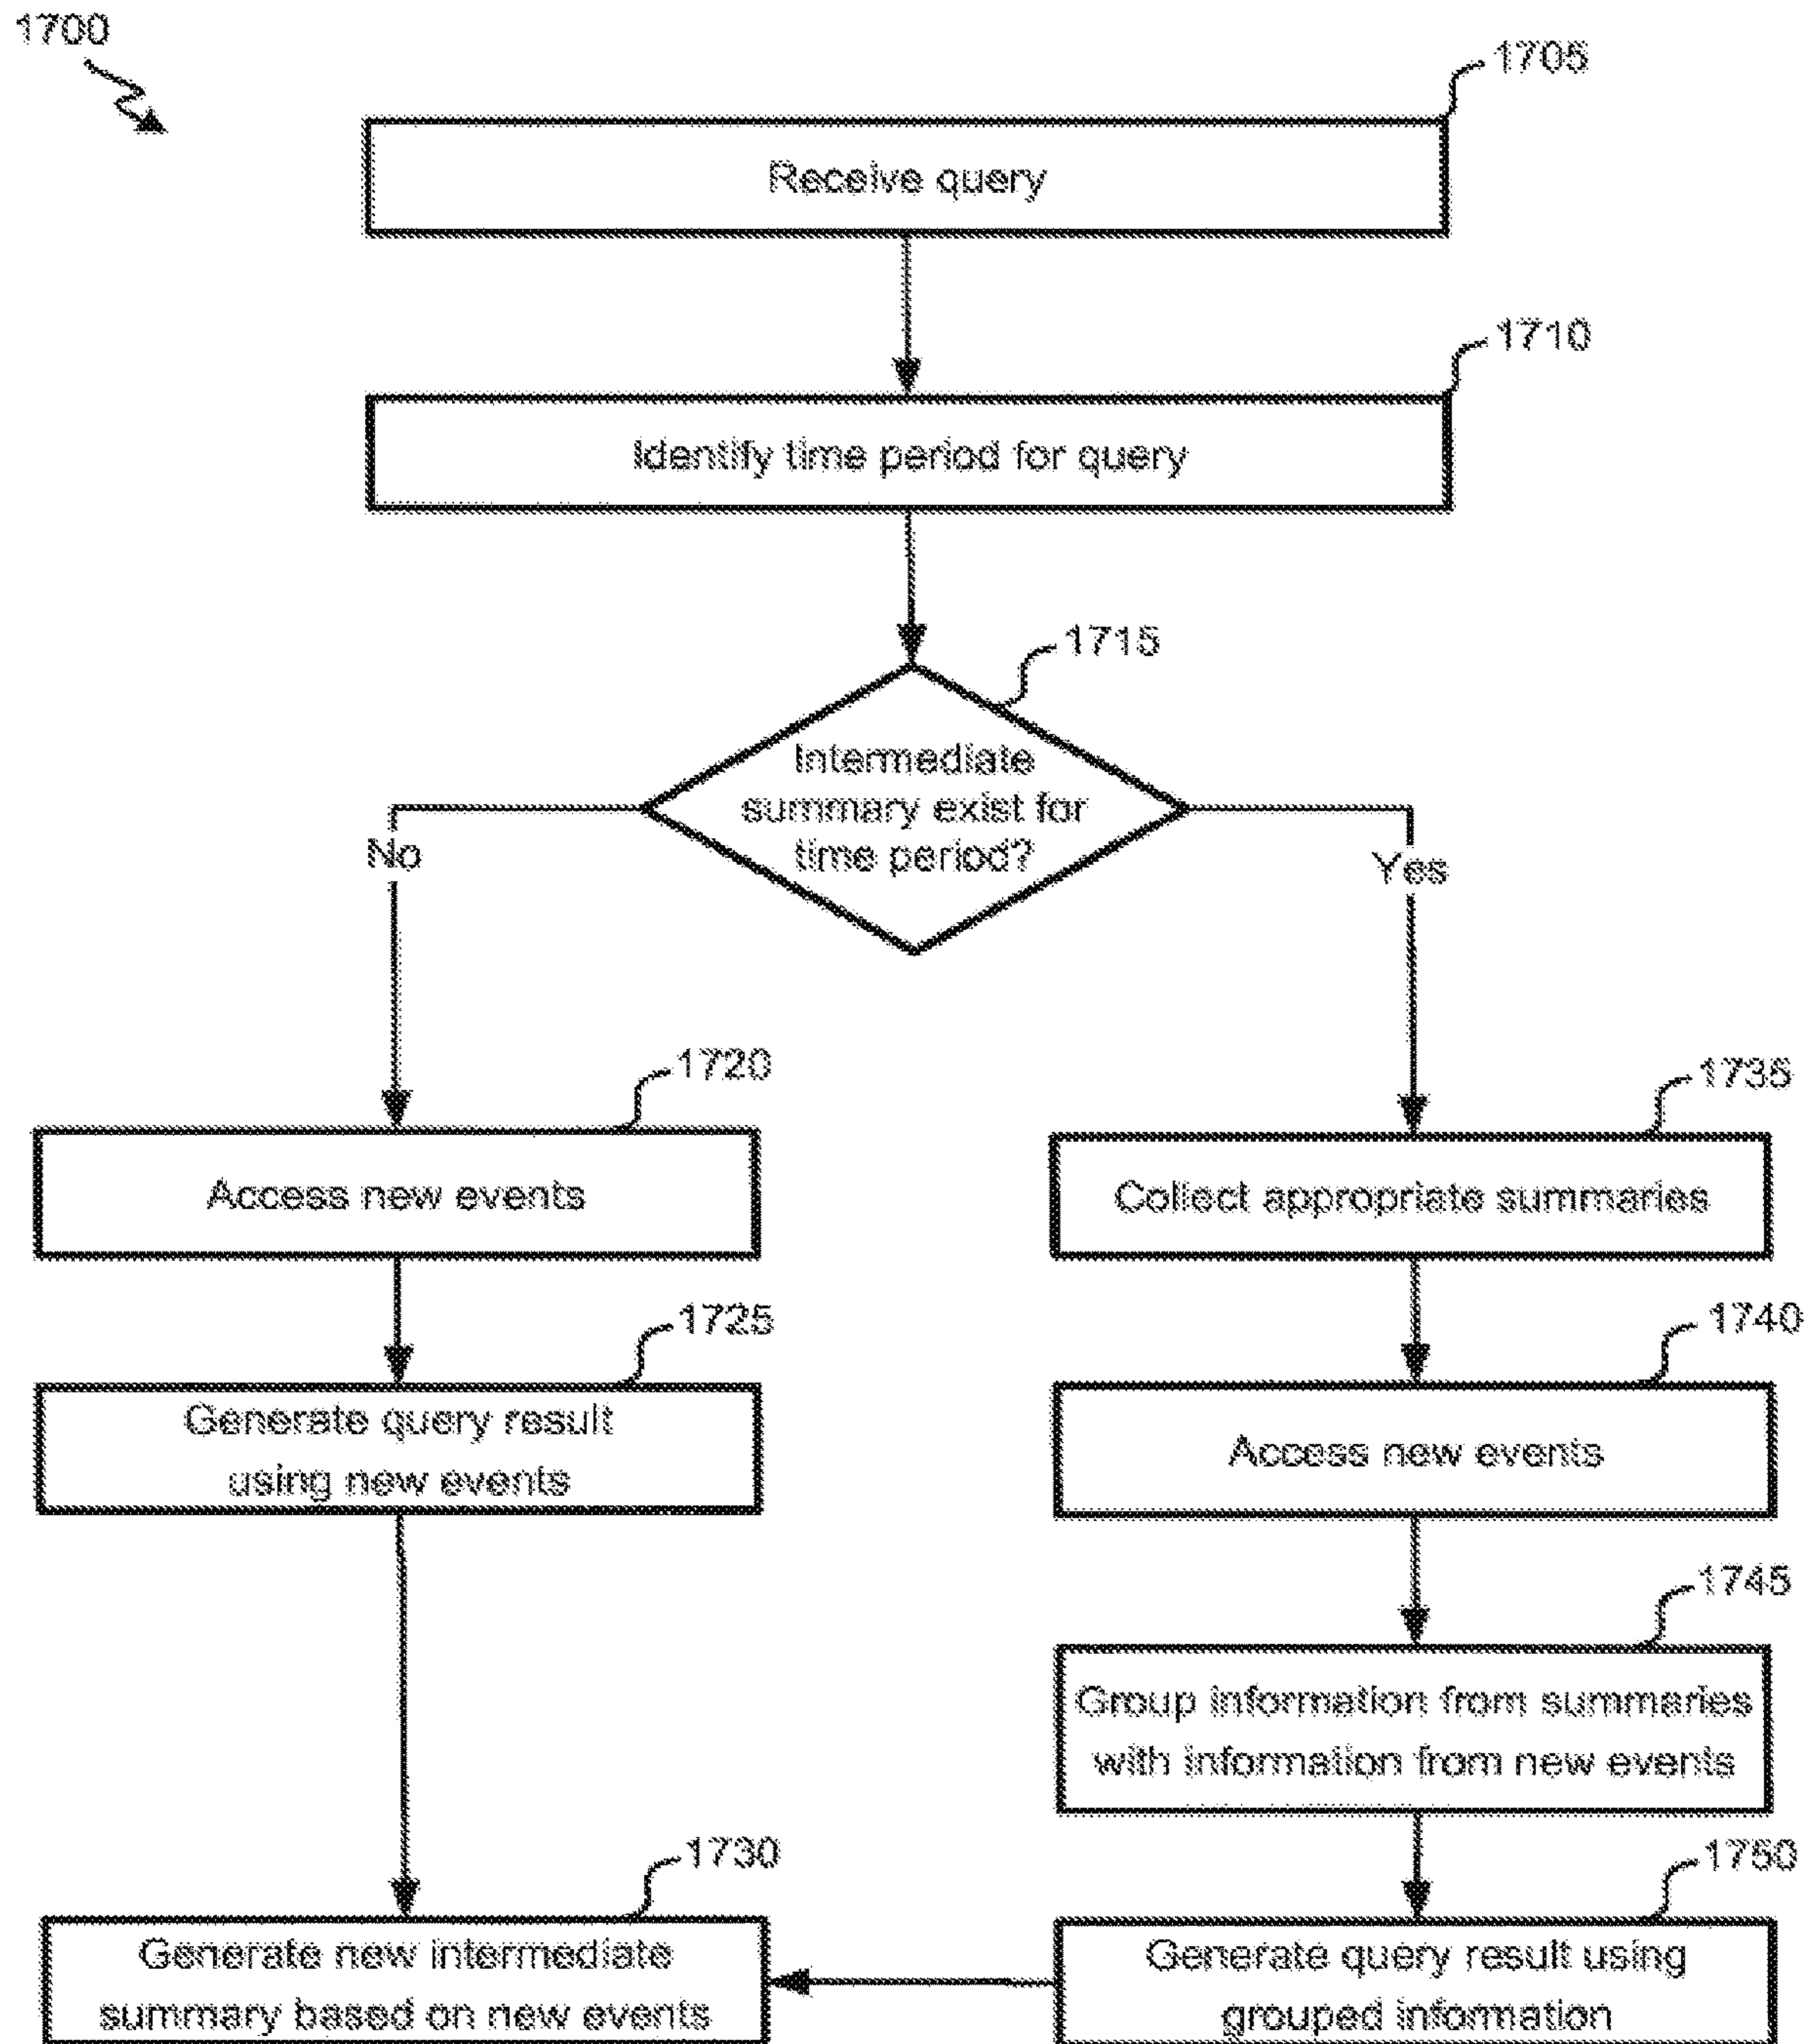 1700
1705
Receive query
1710
Identify time period for query
1715
Intermediate
summary exist for
time period?
No
Yes
1720
1735
Access new events
Collect appropriate summaries
1725
1740
Generate query result
using new events
Access new events
1745
Group information from summaries
with information from new events
1730
1750
Generate new intermediate
summary based on new events
Generate query result using
grouped information